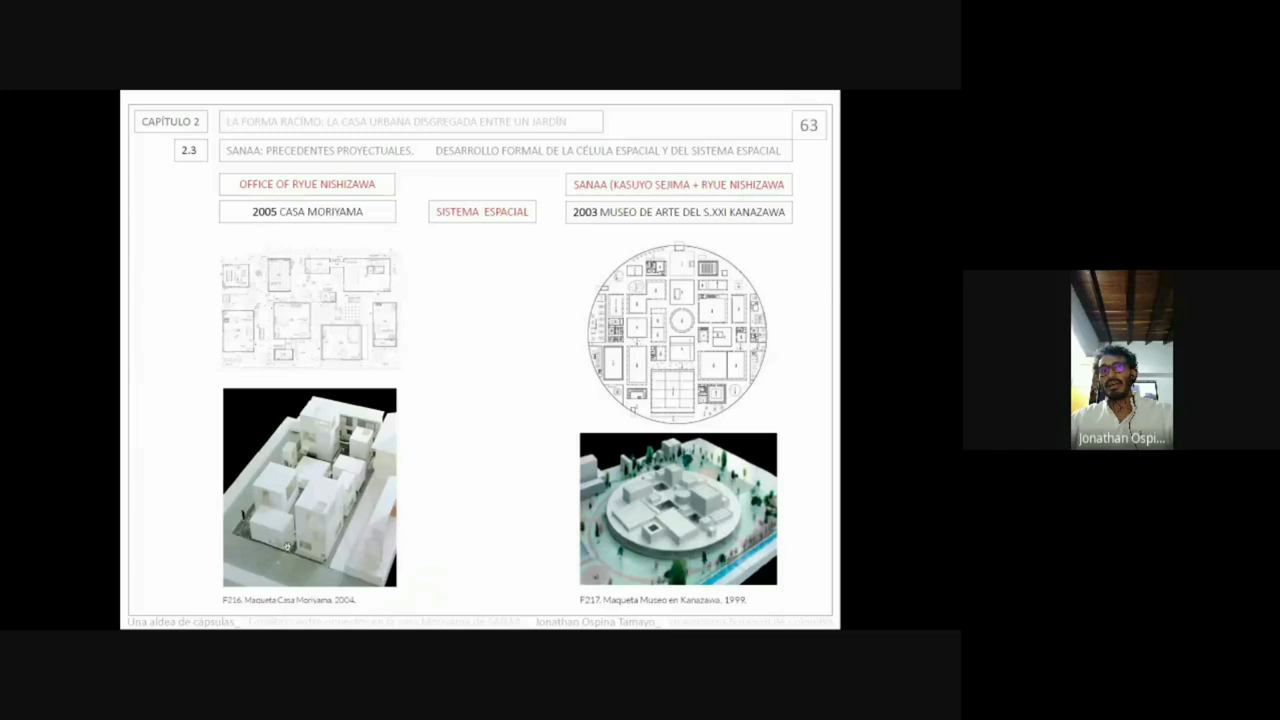 CAPÍTULO 2
LA FORMA RACÍMO: LA CASA URBANA DISGREGADA ENTRE UN JARDÍN
63
2.3
SANAA: PRECEDENTES PROYECTUALES. DESARROLLO FORMAL DE LA CÉLULA ESPACIAL Y DEL SISTEMA ESPACIAL
OFFICE OF RYUE NISHIZAWA
SANAA (KASUYO SEJIMA + RYUE NISHIZAWA
2005 CASA MORIYAMA
SISTEMA ESPACIAL
2003 MUSEO DE ARTE DEL S.XXI KANAZAWA
F216. Maqueta Casa Moriyama. 2004.
F217. Maqueta Museo en Kanazawa. 1999.
Una aldea de cápsulas_ Jonathan Ospina Tamayo_
Jonathan Ospi...